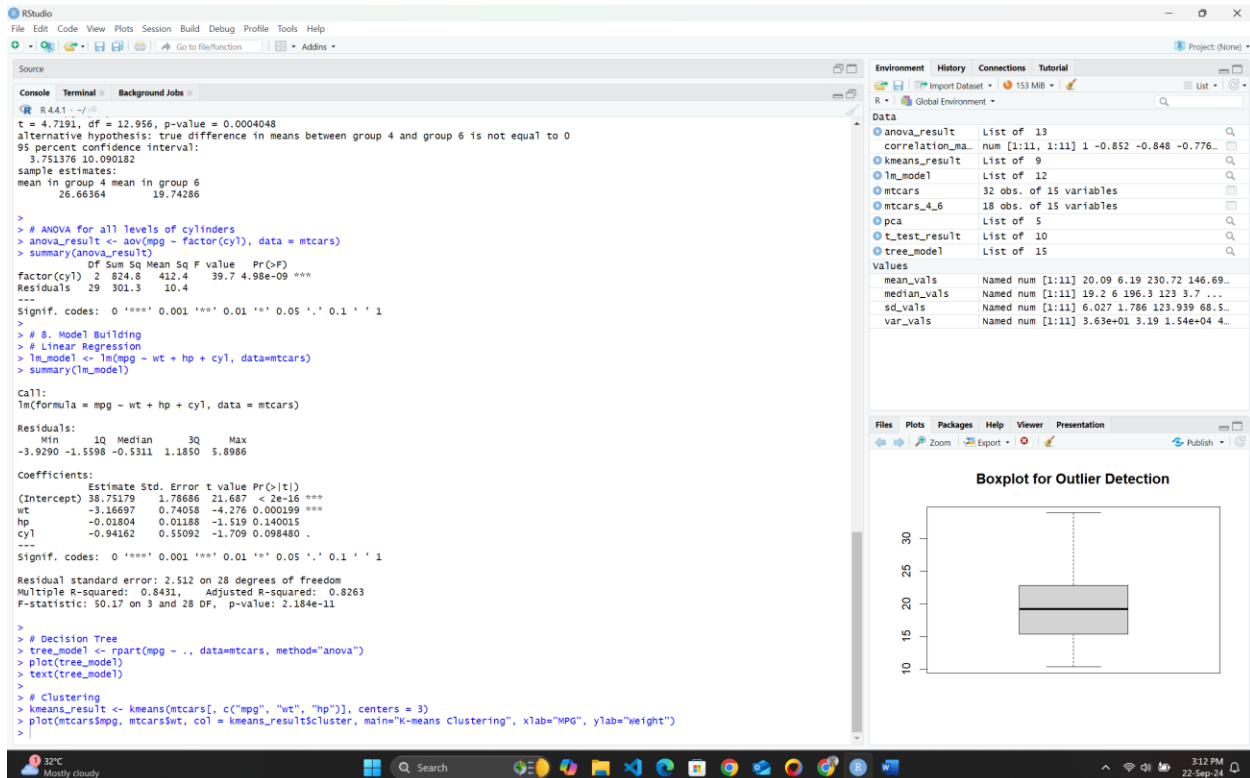 RStudio
File Edit Code View Plots Session Build Debug Profile Tools Help
Go to file/function
Addins
Project: (None)
Source
Console Terminal Background Jobs
R 4.4.1 · ~/
t = 4.7191, df = 12.956, p-value = 0.0004048
alternative hypothesis: true difference in means between group 4 and group 6 is not equal to 0
95 percent confidence interval:
3.751376 10.090182
sample estimates:
mean in group 4 mean in group 6
26.66364 19.74286
>
> # ANOVA for all levels of cylinders
> anova_result <- aov(mpg ~ factor(cyl), data = mtcars)
> summary(anova_result)
Df Sum Sq Mean Sq F value Pr(>F)
factor(cyl) 2 824.8 412.4 39.7 4.98e-09 ***
Residuals 29 301.3 10.4
---
Signif. codes: 0 '***' 0.001 '**' 0.01 '*' 0.05 '.' 0.1 ' ' 1
>
> # 8. Model Building
> # Linear Regression
> lm_model <- lm(mpg ~ wt + hp + cyl, data=mtcars)
> summary(lm_model)
Call:
lm(formula = mpg ~ wt + hp + cyl, data = mtcars)
Residuals:
Min 1Q Median 3Q Max
-3.9290 -1.5598 -0.5311 1.1850 5.8986
Coefficients:
Estimate Std. Error t value Pr(>|t|)
(Intercept) 38.75179 1.78686 21.687 < 2e-16 ***
wt -3.16697 0.74058 -4.276 0.000199 ***
hp -0.01804 0.01188 -1.519 0.140015
cyl -0.94162 0.55092 -1.709 0.098480 .
---
Signif. codes: 0 '***' 0.001 '**' 0.01 '*' 0.05 '.' 0.1 ' ' 1
Residual standard error: 2.512 on 28 degrees of freedom
Multiple R-squared: 0.8431, Adjusted R-squared: 0.8263
F-statistic: 50.17 on 3 and 28 DF, p-value: 2.184e-11
>
> # Decision Tree
> tree_model <- rpart(mpg ~ ., data=mtcars, method="anova")
> plot(tree_model)
> text(tree_model)
>
> # Clustering
> kmeans_result <- kmeans(mtcars[, c("mpg", "wt", "hp")], centers = 3)
> plot(mtcars$mpg, mtcars$wt, col = kmeans_result$cluster, main="K-means Clustering", xlab="MPG", ylab="Weight")
>
Environment History Connections Tutorial
Import Dataset 153 MiB List
R Global Environment
Data
anova_result List of 13
correlation_ma… num [1:11, 1:11] 1 -0.852 -0.848 -0.776…
kmeans_result List of 9
lm_model List of 12
mtcars 32 obs. of 15 variables
mtcars_4_6 18 obs. of 15 variables
pca List of 5
t_test_result List of 10
tree_model List of 15
Values
mean_vals Named num [1:11] 20.09 6.19 230.72 146.69…
median_vals Named num [1:11] 19.2 6 196.3 123 3.7 ...
sd_vals Named num [1:11] 6.027 1.786 123.939 68.5…
var_vals Named num [1:11] 3.63e+01 3.19 1.54e+04 4…
Files Plots Packages Help Viewer Presentation
Zoom Export Publish
Boxplot for Outlier Detection
30
25
20
15
10
1
32°C
Mostly cloudy
Search
3:12 PM
22-Sep-24